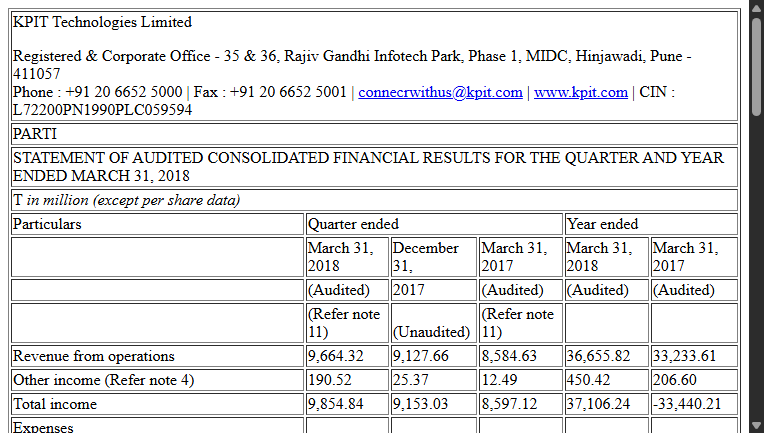 KPIT Technologies Limited
Registered & Corporate Office - 35 & 36, Rajiv Gandhi Infotech Park, Phase 1, MIDC, Hinjawadi, Pune -
411057
Phone : +91 20 6652 5000 | Fax : +91 20 6652 5001 | connecrwithus@kpit.com | www.kpit.com | CIN :
L72200PN1990PLC059594
PARTI
STATEMENT OF AUDITED CONSOLIDATED FINANCIAL RESULTS FOR THE QUARTER AND YEAR
ENDED MARCH 31, 2018
T in million (except per share data)
Particulars Quarter ended Year ended
March 31, December March 31, March 31, March 31,
2018 31, 2017 2018 2017
(Audited) 2017 (Audited) (Audited) (Audited)
(Refer note (Refer note
11) (Unaudited) 11)
Revenue from operations 9,664.32 9,127.66 8,584.63 36,655.82 33,233.61
Other income (Refer note 4) 190.52 25.37 12.49 450.42 206.60
Total income 9,854.84 9,153.03 8,597.12 37,106.24 -33,440.21
Expenses